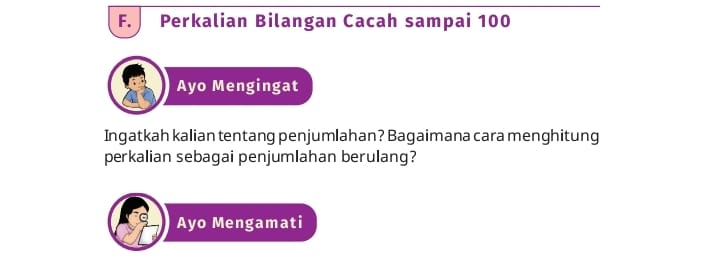 F. Perkalian Bilangan Cacah sampai 100
Ayo Mengingat
Ingatkah kalian tentang penjumlahan? Bagaimana cara menghitung
perkalian sebagai penjumlahan berulang?
Ayo Mengamati